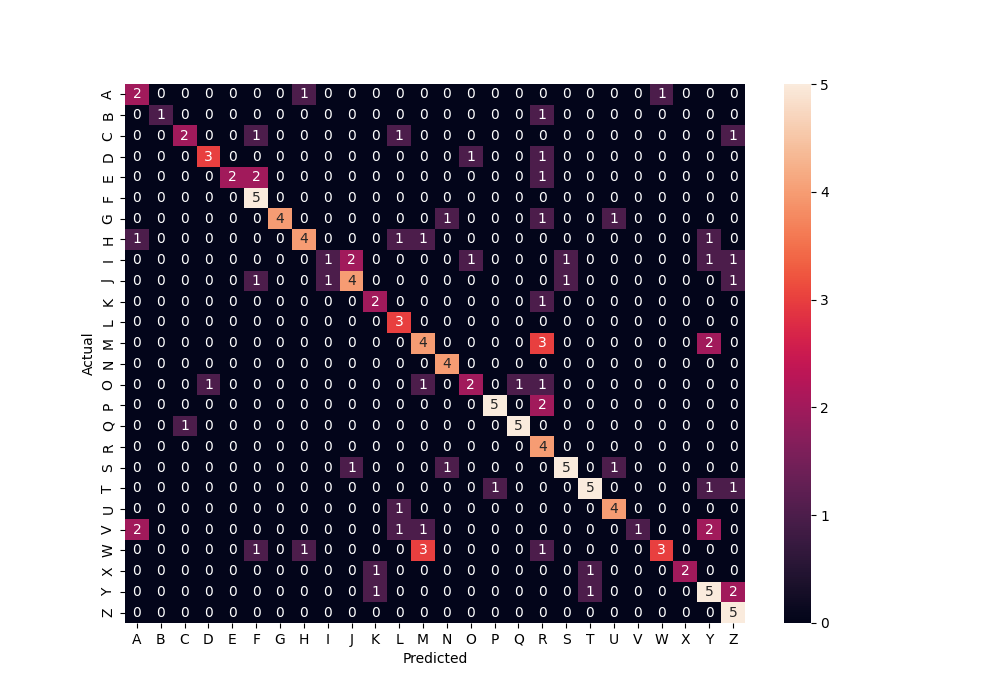 A 2 0 0 0 0 0 0 1 0 0 0 0 0 0 0 0 0 0 0 0 0 0 1 0 0 0
B 0 1 0 0 0 0 0 0 0 0 0 0 0 0 0 0 0 1 0 0 0 0 0 0 0 0
C 0 0 2 0 0 1 0 0 0 0 0 1 0 0 0 0 0 0 0 0 0 0 0 0 0 1
D 0 0 0 3 0 0 0 0 0 0 0 0 0 0 1 0 0 1 0 0 0 0 0 0 0 0
E 0 0 0 0 2 2 0 0 0 0 0 0 0 0 0 0 0 1 0 0 0 0 0 0 0 0
F 0 0 0 0 0 5 0 0 0 0 0 0 0 0 0 0 0 0 0 0 0 0 0 0 0 0
G 0 0 0 0 0 0 4 0 0 0 0 0 0 1 0 0 0 1 0 0 1 0 0 0 0 0
H 1 0 0 0 0 0 0 4 0 0 0 1 1 0 0 0 0 0 0 0 0 0 0 0 1 0
I 0 0 0 0 0 0 0 0 1 2 0 0 0 0 1 0 0 0 1 0 0 0 0 0 1 1
J 0 0 0 0 0 1 0 0 1 4 0 0 0 0 0 0 0 0 1 0 0 0 0 0 0 1
K 0 0 0 0 0 0 0 0 0 0 2 0 0 0 0 0 0 1 0 0 0 0 0 0 0 0
L 0 0 0 0 0 0 0 0 0 0 0 3 0 0 0 0 0 0 0 0 0 0 0 0 0 0
M 0 0 0 0 0 0 0 0 0 0 0 0 4 0 0 0 0 3 0 0 0 0 0 0 2 0
N 0 0 0 0 0 0 0 0 0 0 0 0 0 4 0 0 0 0 0 0 0 0 0 0 0 0
O 0 0 0 1 0 0 0 0 0 0 0 0 1 0 2 0 1 1 0 0 0 0 0 0 0 0
P 0 0 0 0 0 0 0 0 0 0 0 0 0 0 0 5 0 2 0 0 0 0 0 0 0 0
Q 0 0 1 0 0 0 0 0 0 0 0 0 0 0 0 0 5 0 0 0 0 0 0 0 0 0
R 0 0 0 0 0 0 0 0 0 0 0 0 0 0 0 0 0 4 0 0 0 0 0 0 0 0
S 0 0 0 0 0 0 0 0 0 1 0 0 0 1 0 0 0 0 5 0 1 0 0 0 0 0
T 0 0 0 0 0 0 0 0 0 0 0 0 0 0 0 1 0 0 0 5 0 0 0 0 1 1
U 0 0 0 0 0 0 0 0 0 0 0 1 0 0 0 0 0 0 0 0 4 0 0 0 0 0
V 2 0 0 0 0 0 0 0 0 0 0 1 1 0 0 0 0 0 0 0 0 1 0 0 2 0
W 0 0 0 0 0 1 0 1 0 0 0 0 3 0 0 0 0 1 0 0 0 0 3 0 0 0
X 0 0 0 0 0 0 0 0 0 0 1 0 0 0 0 0 0 0 0 1 0 0 0 2 0 0
Y 0 0 0 0 0 0 0 0 0 0 1 0 0 0 0 0 0 0 0 1 0 0 0 0 5 2
Z 0 0 0 0 0 0 0 0 0 0 0 0 0 0 0 0 0 0 0 0 0 0 0 0 0 5
A B C D E F G H I J K L M N O P Q R S T U V W X Y Z
Predicted
Actual
5
4
3
2
1
0